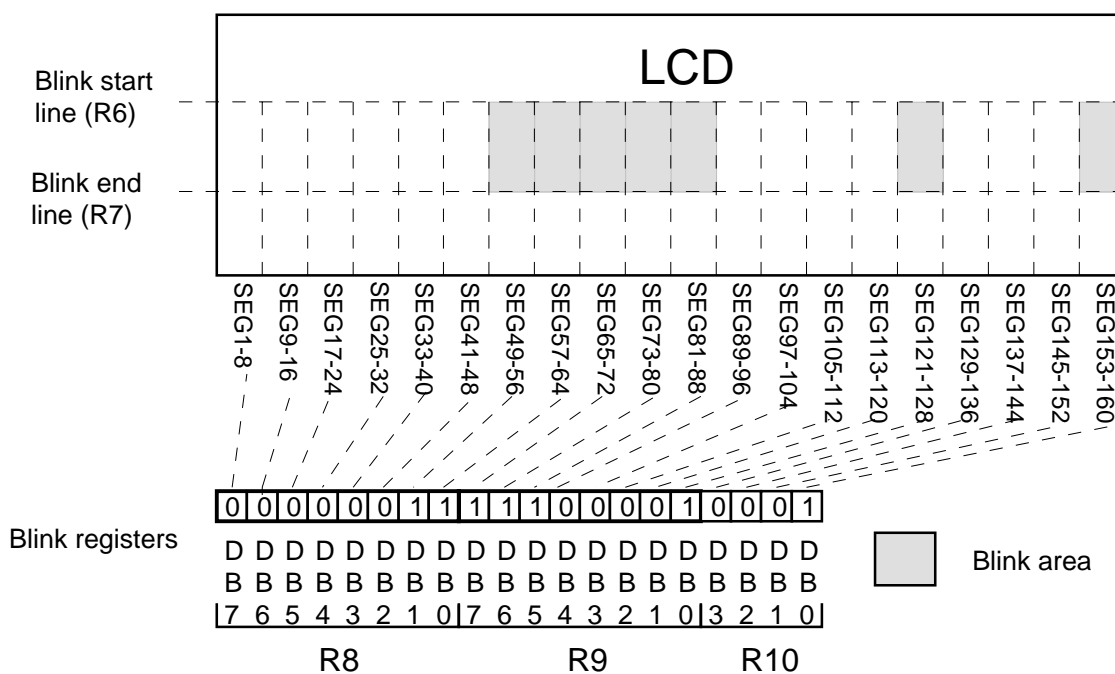 LCD
Blink start
line (R6)
Blink end
line (R7)
SEG1-8
SEG9-16
SEG17-24
SEG25-32
SEG33-40
SEG41-48
SEG49-56
SEG57-64
SEG65-72
SEG73-80
SEG81-88
SEG89-96
SEG97-104
SEG105-112
SEG113-120
SEG121-128
SEG129-136
SEG137-144
SEG145-152
SEG153-160
Blink registers
0 0 0 0 0 0 1 1 1 1 1 0 0 0 0 1 0 0 0 1
D D D D D D D D D D D D D D D D D D D D
B B B B B B B B B B B B B B B B B B B B
7 6 5 4 3 2 1 0 7 6 5 4 3 2 1 0 3 2 1 0
R8 R9 R10
Blink area